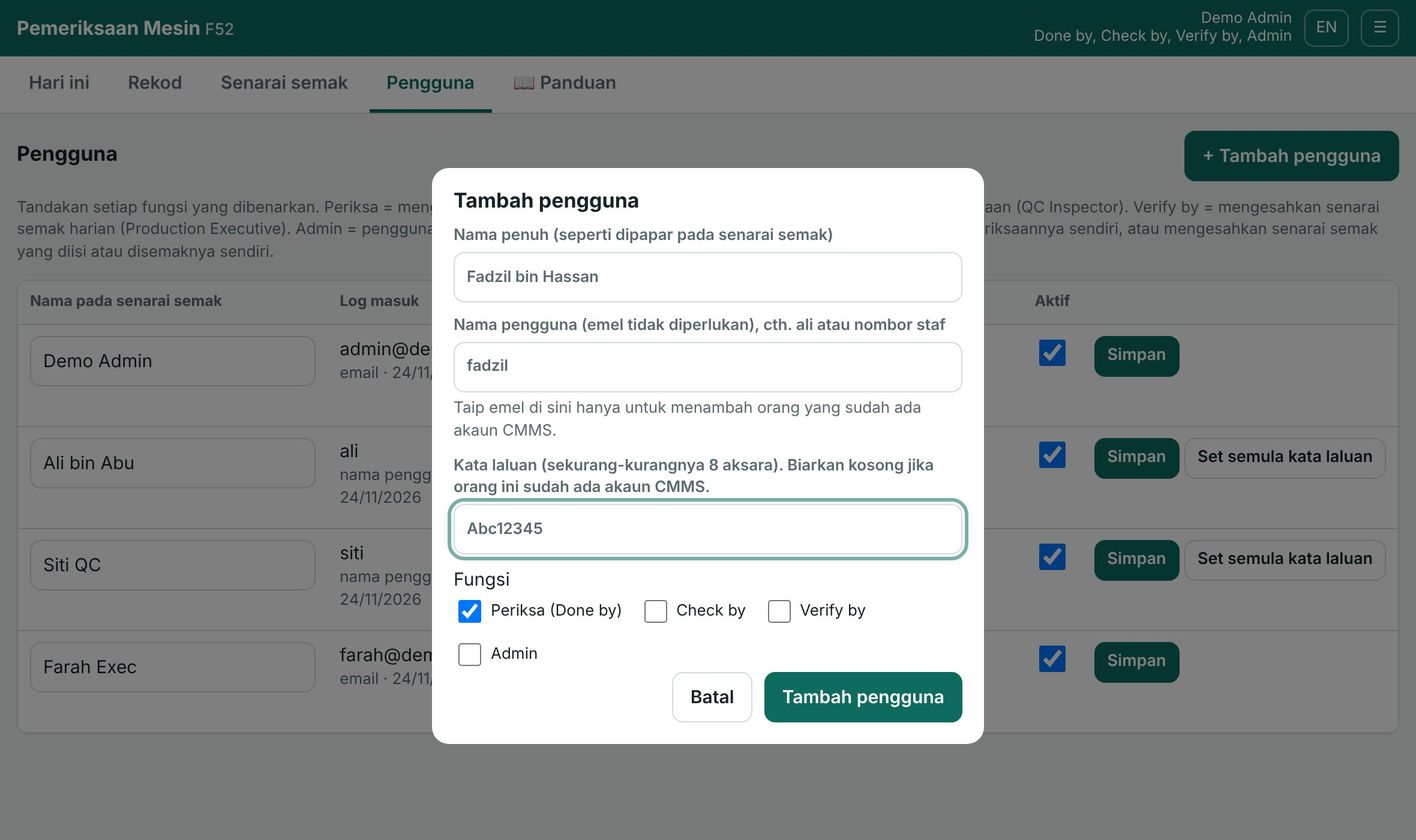 Pemeriksaan Mesin F52
Demo Admin
Done by, Check by, Verify by, Admin
EN
☰
Hari ini
Rekod
Senarai semak
Pengguna
📖 Panduan
Pengguna
+ Tambah pengguna
Tandakan setiap fungsi yang dibenarkan. Periksa = aan (QC Inspector). Verify by = mengesahkan senarai
semak harian (Production Executive). Admin = riksaannya sendiri, atau mengesahkan senarai semak
yang diisi atau disemaknya sendiri.
Nama pada senarai semak
Log masuk
Aktif
Demo Admin
admin@de
email · 24/11/
Simpan
Ali bin Abu
ali
nama pengg
24/11/2026
Simpan
Set semula kata laluan
Siti QC
siti
nama pengg
24/11/2026
Simpan
Set semula kata laluan
Farah Exec
farah@dem
email · 24/11/
Simpan
Tambah pengguna
Nama penuh (seperti dipapar pada senarai semak)
Fadzil bin Hassan
Nama pengguna (emel tidak diperlukan), cth. ali atau nombor staf
fadzil
Taip emel di sini hanya untuk menambah orang yang sudah ada
akaun CMMS.
Kata laluan (sekurang-kurangnya 8 aksara). Biarkan kosong jika
orang ini sudah ada akaun CMMS.
Abc12345
Fungsi
Periksa (Done by)
Check by
Verify by
Admin
Batal
Tambah pengguna